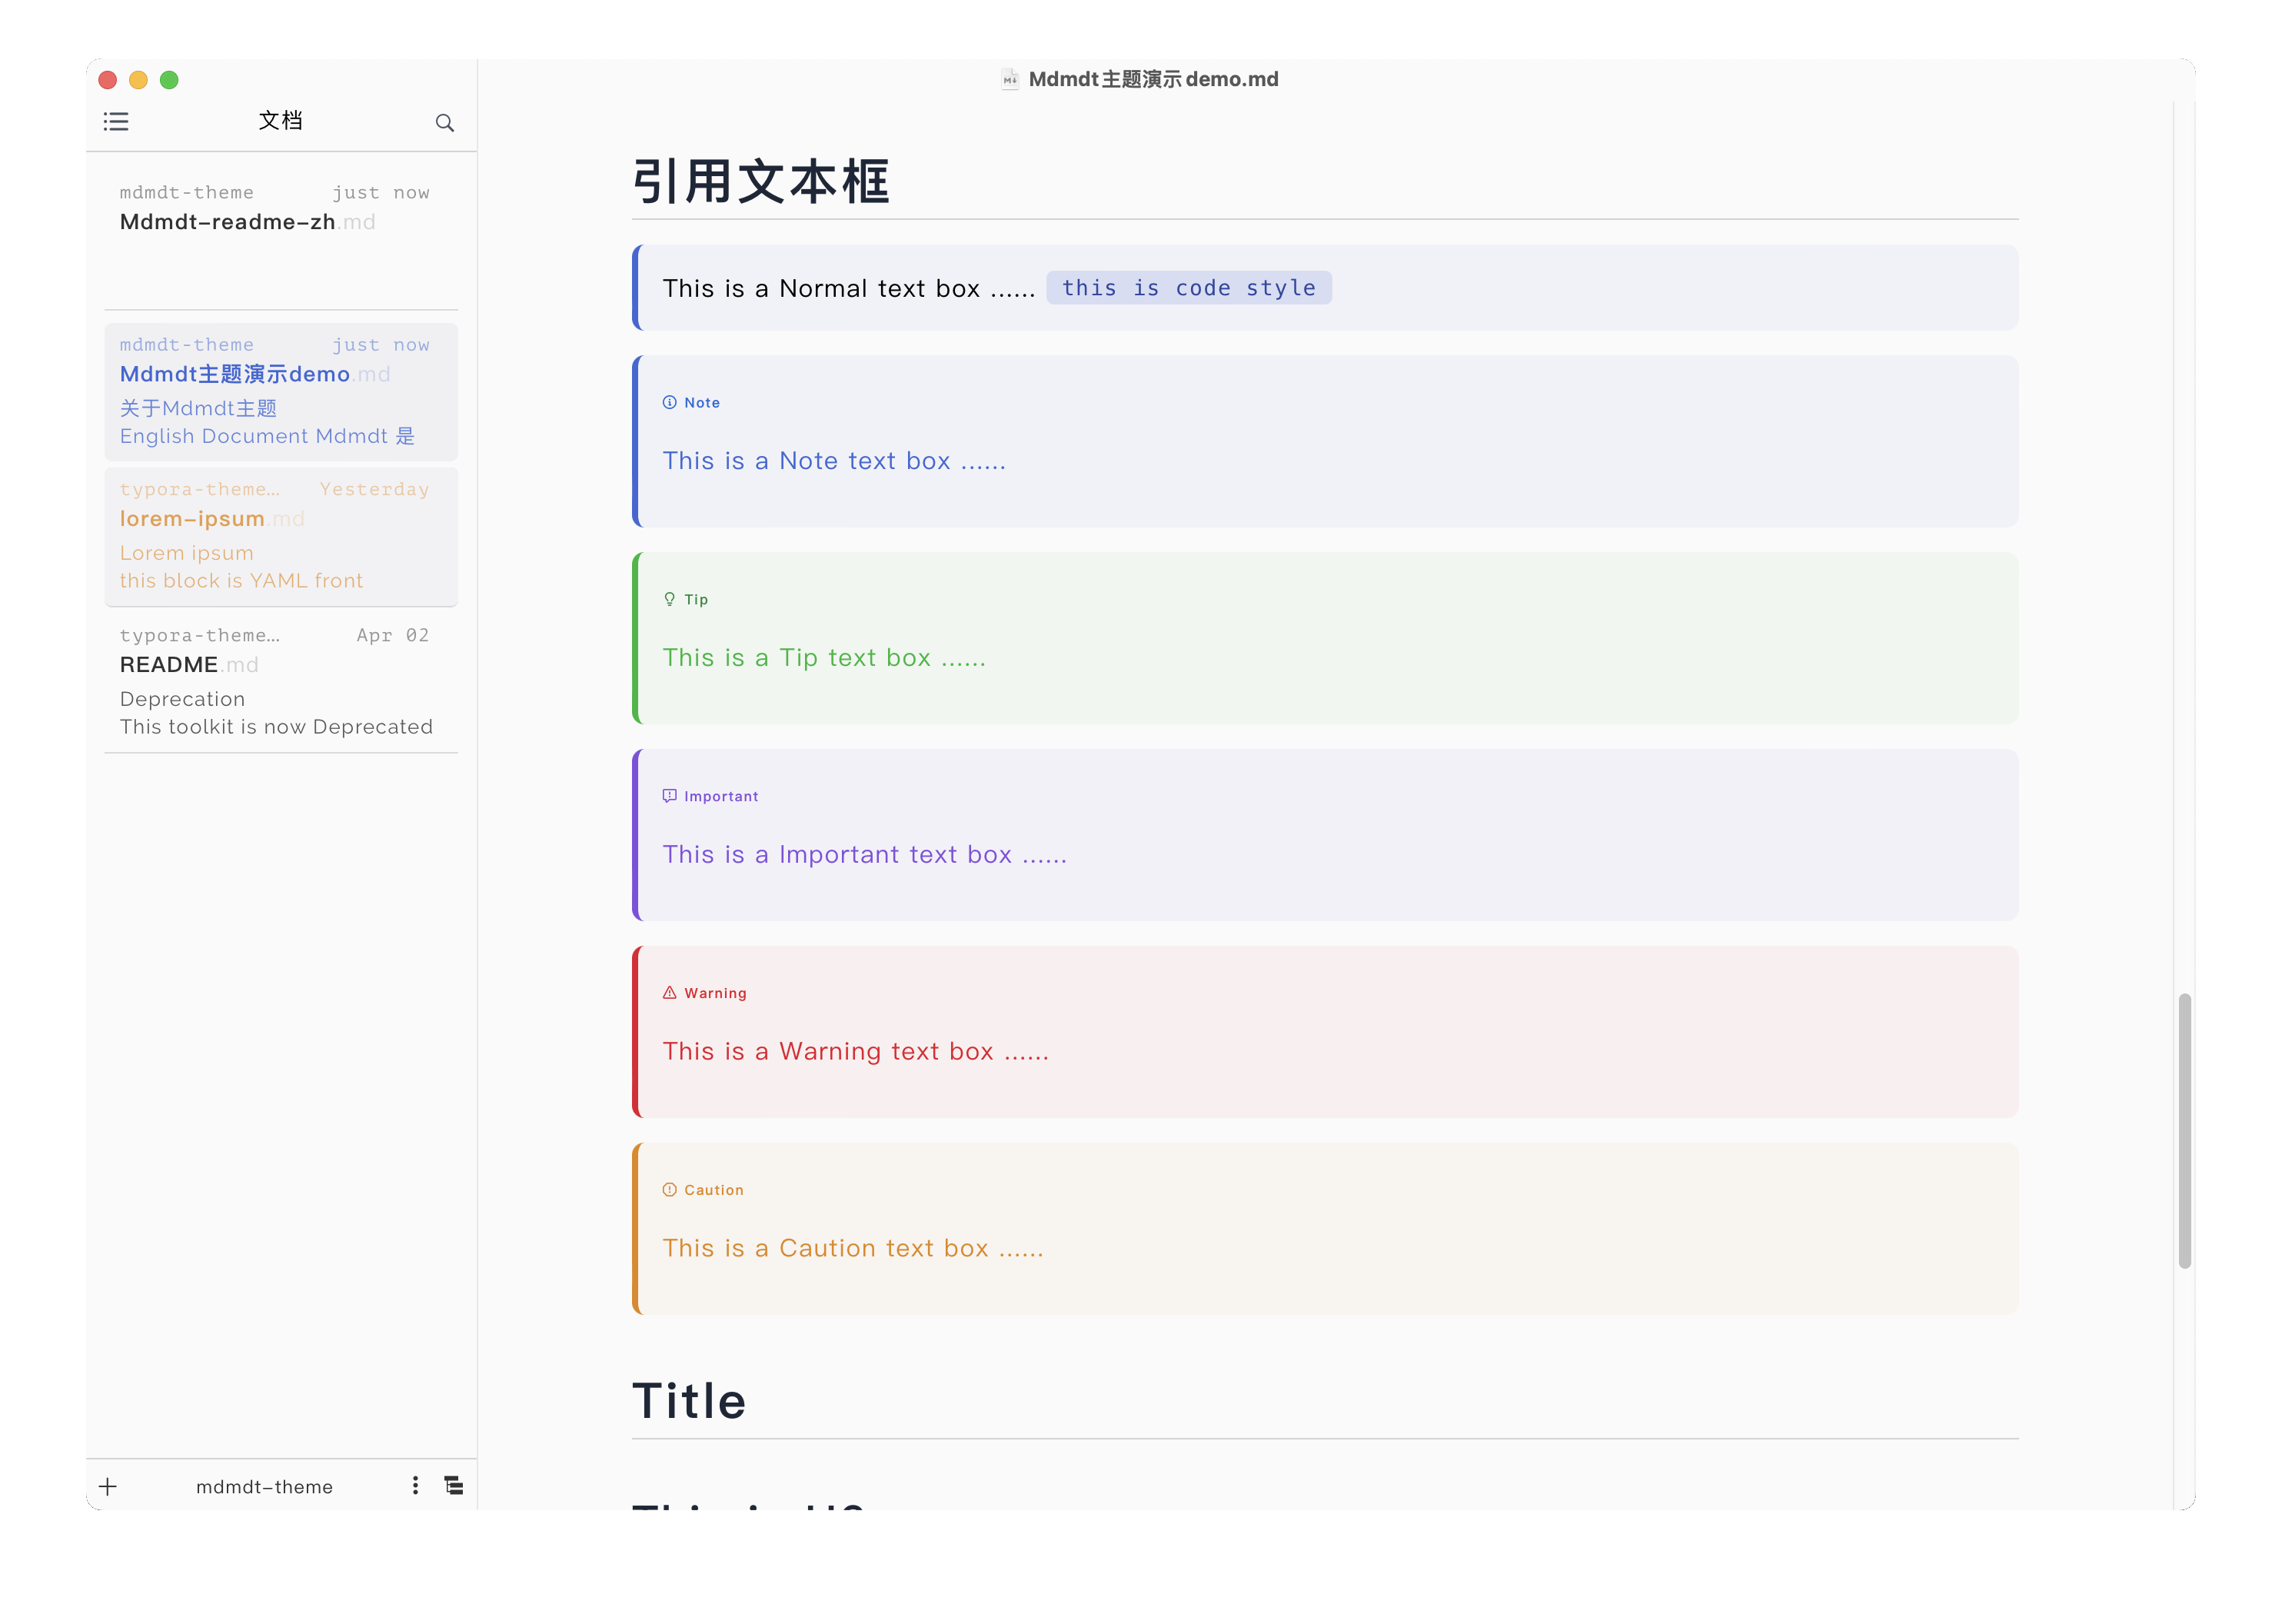 Mdmdt主题演示demo.md
文档
mdmdt-theme just now
Mdmdt-readme-zh.md
mdmdt-theme just now
Mdmdt主题演示demo.md
关于Mdmdt主题
English Document Mdmdt 是
typora-theme... Yesterday
lorem-ipsum.md
Lorem ipsum
this block is YAML front
typora-theme... Apr 02
README.md
Deprecation
This toolkit is now Deprecated
mdmdt-theme
引用文本框
This is a Normal text box ...... this is code style
Note
This is a Note text box ......
Tip
This is a Tip text box ......
Important
This is a Important text box ......
Warning
This is a Warning text box ......
Caution
This is a Caution text box ......
Title